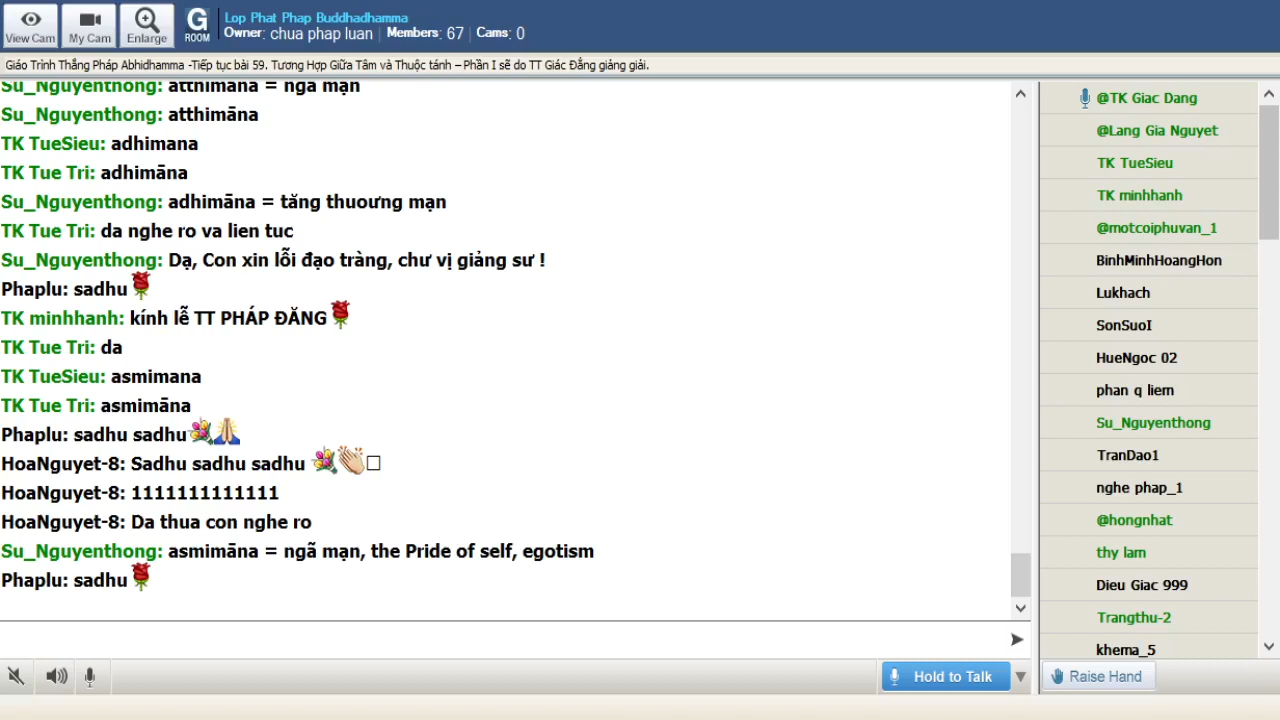 View Cam
My Cam
Enlarge
G
ROOM
Lop Phat Phap Buddhadhamma
Owner: chua phap luan | Members: 67 | Cams: 0
Giáo Trình Thắng Pháp Abhidhamma -Tiếp tục bài 59. Tương Hợp Giữa Tâm và Thuộc tánh – Phần I sẽ do TT Giác Đẳng giảng giải.
Su_Nguyenthong: atthimana = ngã mạn
Su_Nguyenthong: atthimāna
TK TueSieu: adhimana
TK Tue Tri: adhimāna
Su_Nguyenthong: adhimāna = tăng thuoưng mạn
TK Tue Tri: da nghe ro va lien tuc
Su_Nguyenthong: Dạ, Con xin lỗi đạo tràng, chư vị giảng sư !
Phaplu: sadhu
TK minhhanh: kính lễ TT PHÁP ĐĂNG
TK Tue Tri: da
TK TueSieu: asmimana
TK Tue Tri: asmimāna
Phaplu: sadhu sadhu
HoaNguyet-8: Sadhu sadhu sadhu
HoaNguyet-8: 1111111111111
HoaNguyet-8: Da thua con nghe ro
Su_Nguyenthong: asmimāna = ngã mạn, the Pride of self, egotism
Phaplu: sadhu
Hold to Talk
@TK Giac Dang
@Lang Gia Nguyet
TK TueSieu
TK minhhanh
@motcoiphuvan_1
BinhMinhHoangHon
Lukhach
SonSuoI
HueNgoc 02
phan q liem
Su_Nguyenthong
TranDao1
nghe phap_1
@hongnhat
thy lam
Dieu Giac 999
Trangthu-2
khema_5
Raise Hand